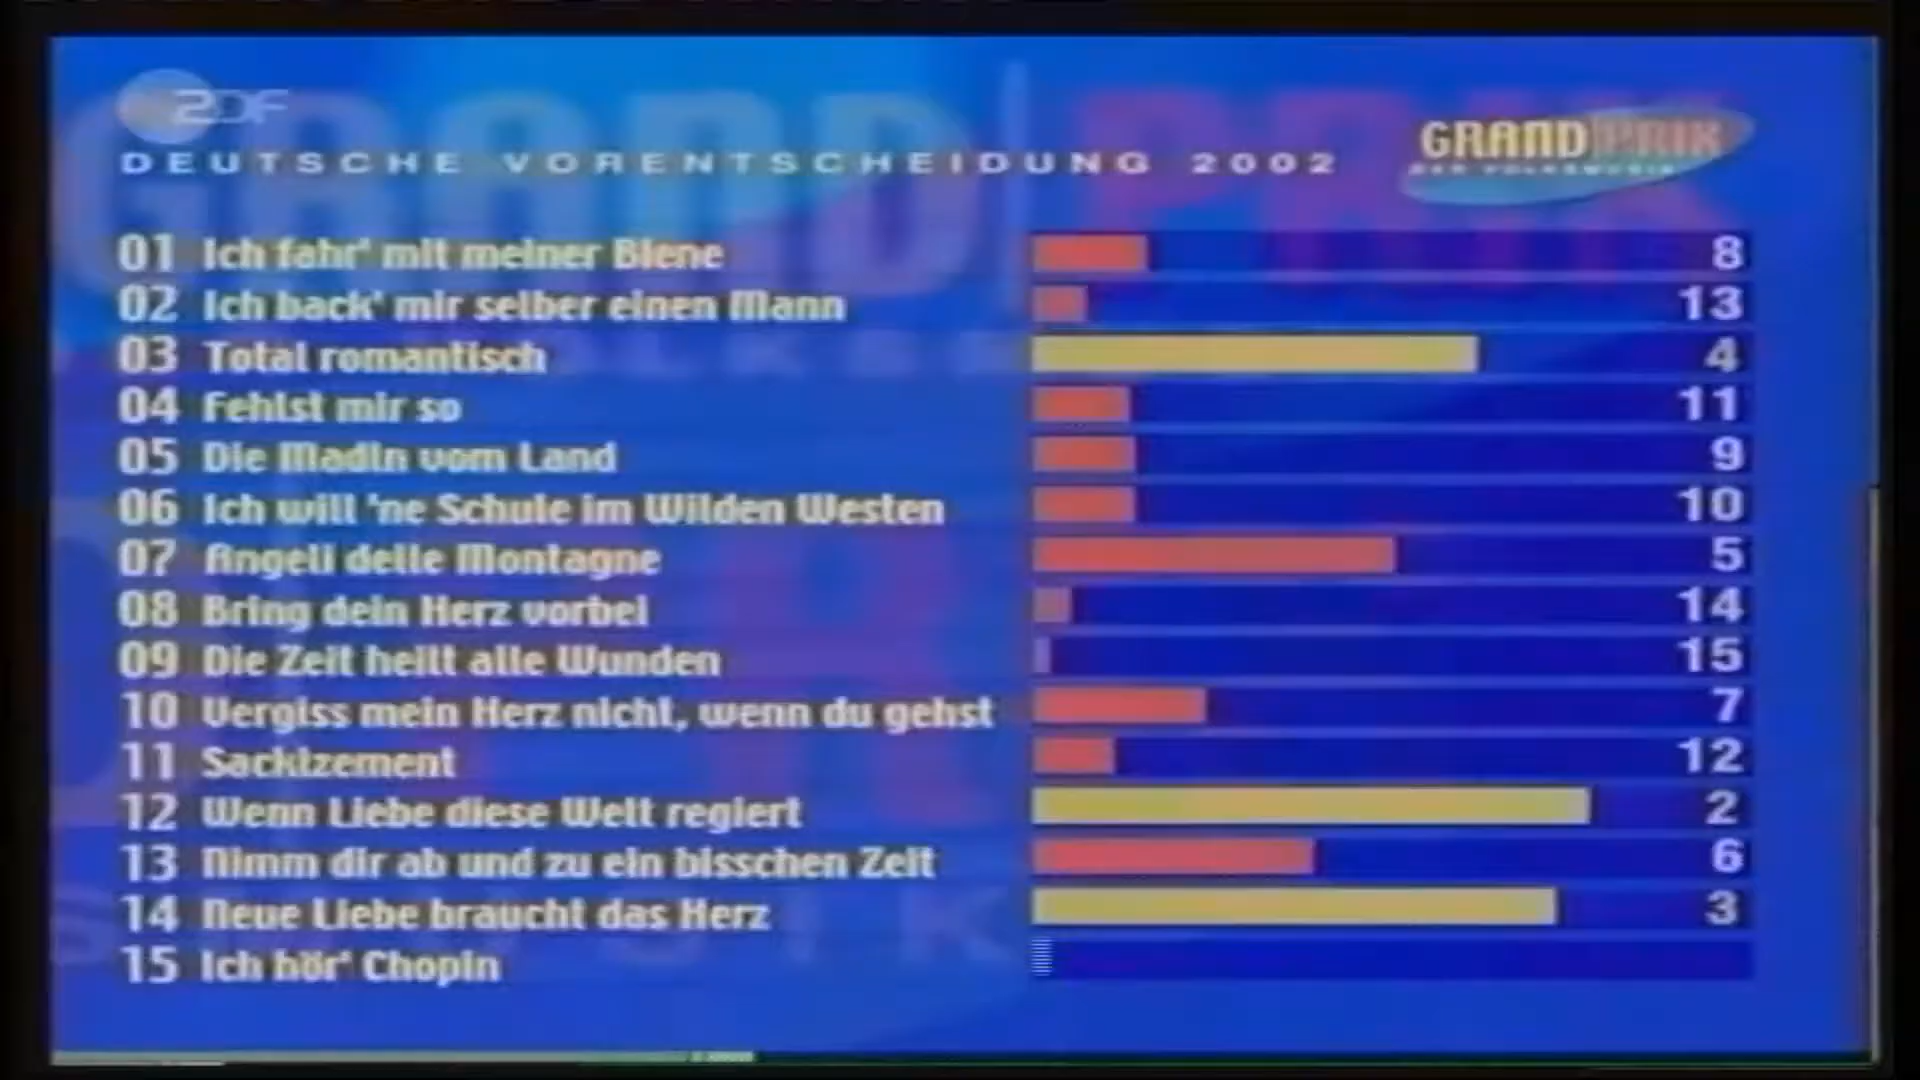 ZDF
DEUTSCHE VORENTSCHEIDUNG 2002
GRAND PRIX
DER VOLKSMUSIK
01 Ich fahr' mit meiner Biene 8
02 Ich back' mir selber einen Mann 13
03 Total romantisch 4
04 Fehlst mir so 11
05 Die Madln vom Land 9
06 Ich will 'ne Schule im Wilden Westen 10
07 Angeli delle Montagne 5
08 Bring dein Herz vorbei 14
09 Die Zeit heilt alle Wunden 15
10 Vergiss mein Herz nicht, wenn du gehst 7
11 Sackizement 12
12 Wenn Liebe diese Welt regiert 2
13 Nimm dir ab und zu ein bisschen Zeit 6
14 Neue Liebe braucht das Herz 3
15 Ich hör' Chopin